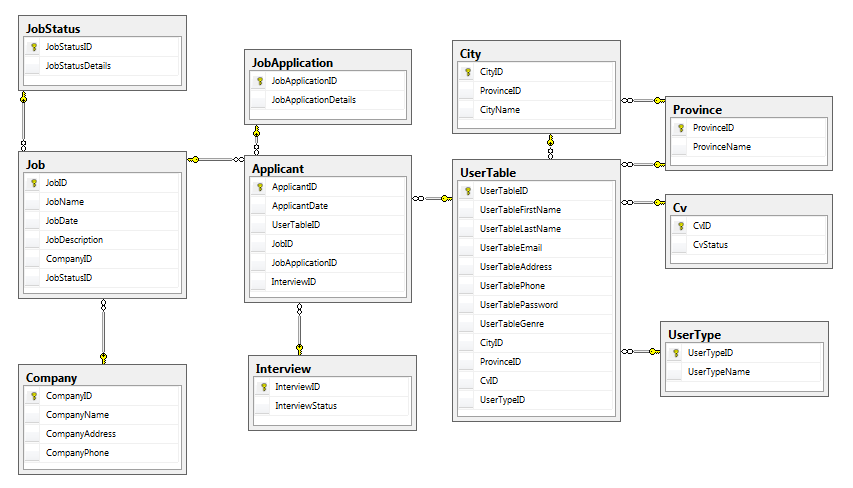 JobStatus
JobStatusID
JobStatusDetails
JobApplication
JobApplicationID
JobApplicationDetails
City
CityID
ProvinceID
CityName
Province
ProvinceID
ProvinceName
Job
JobID
JobName
JobDate
JobDescription
CompanyID
JobStatusID
Applicant
ApplicantID
ApplicantDate
UserTableID
JobID
JobApplicationID
InterviewID
UserTable
UserTableID
UserTableFirstName
UserTableLastName
UserTableEmail
UserTableAddress
UserTablePhone
UserTablePassword
UserTableGenre
CityID
ProvinceID
CvID
UserTypeID
Cv
CvID
CvStatus
UserType
UserTypeID
UserTypeName
Company
CompanyID
CompanyName
CompanyAddress
CompanyPhone
Interview
InterviewID
InterviewStatus